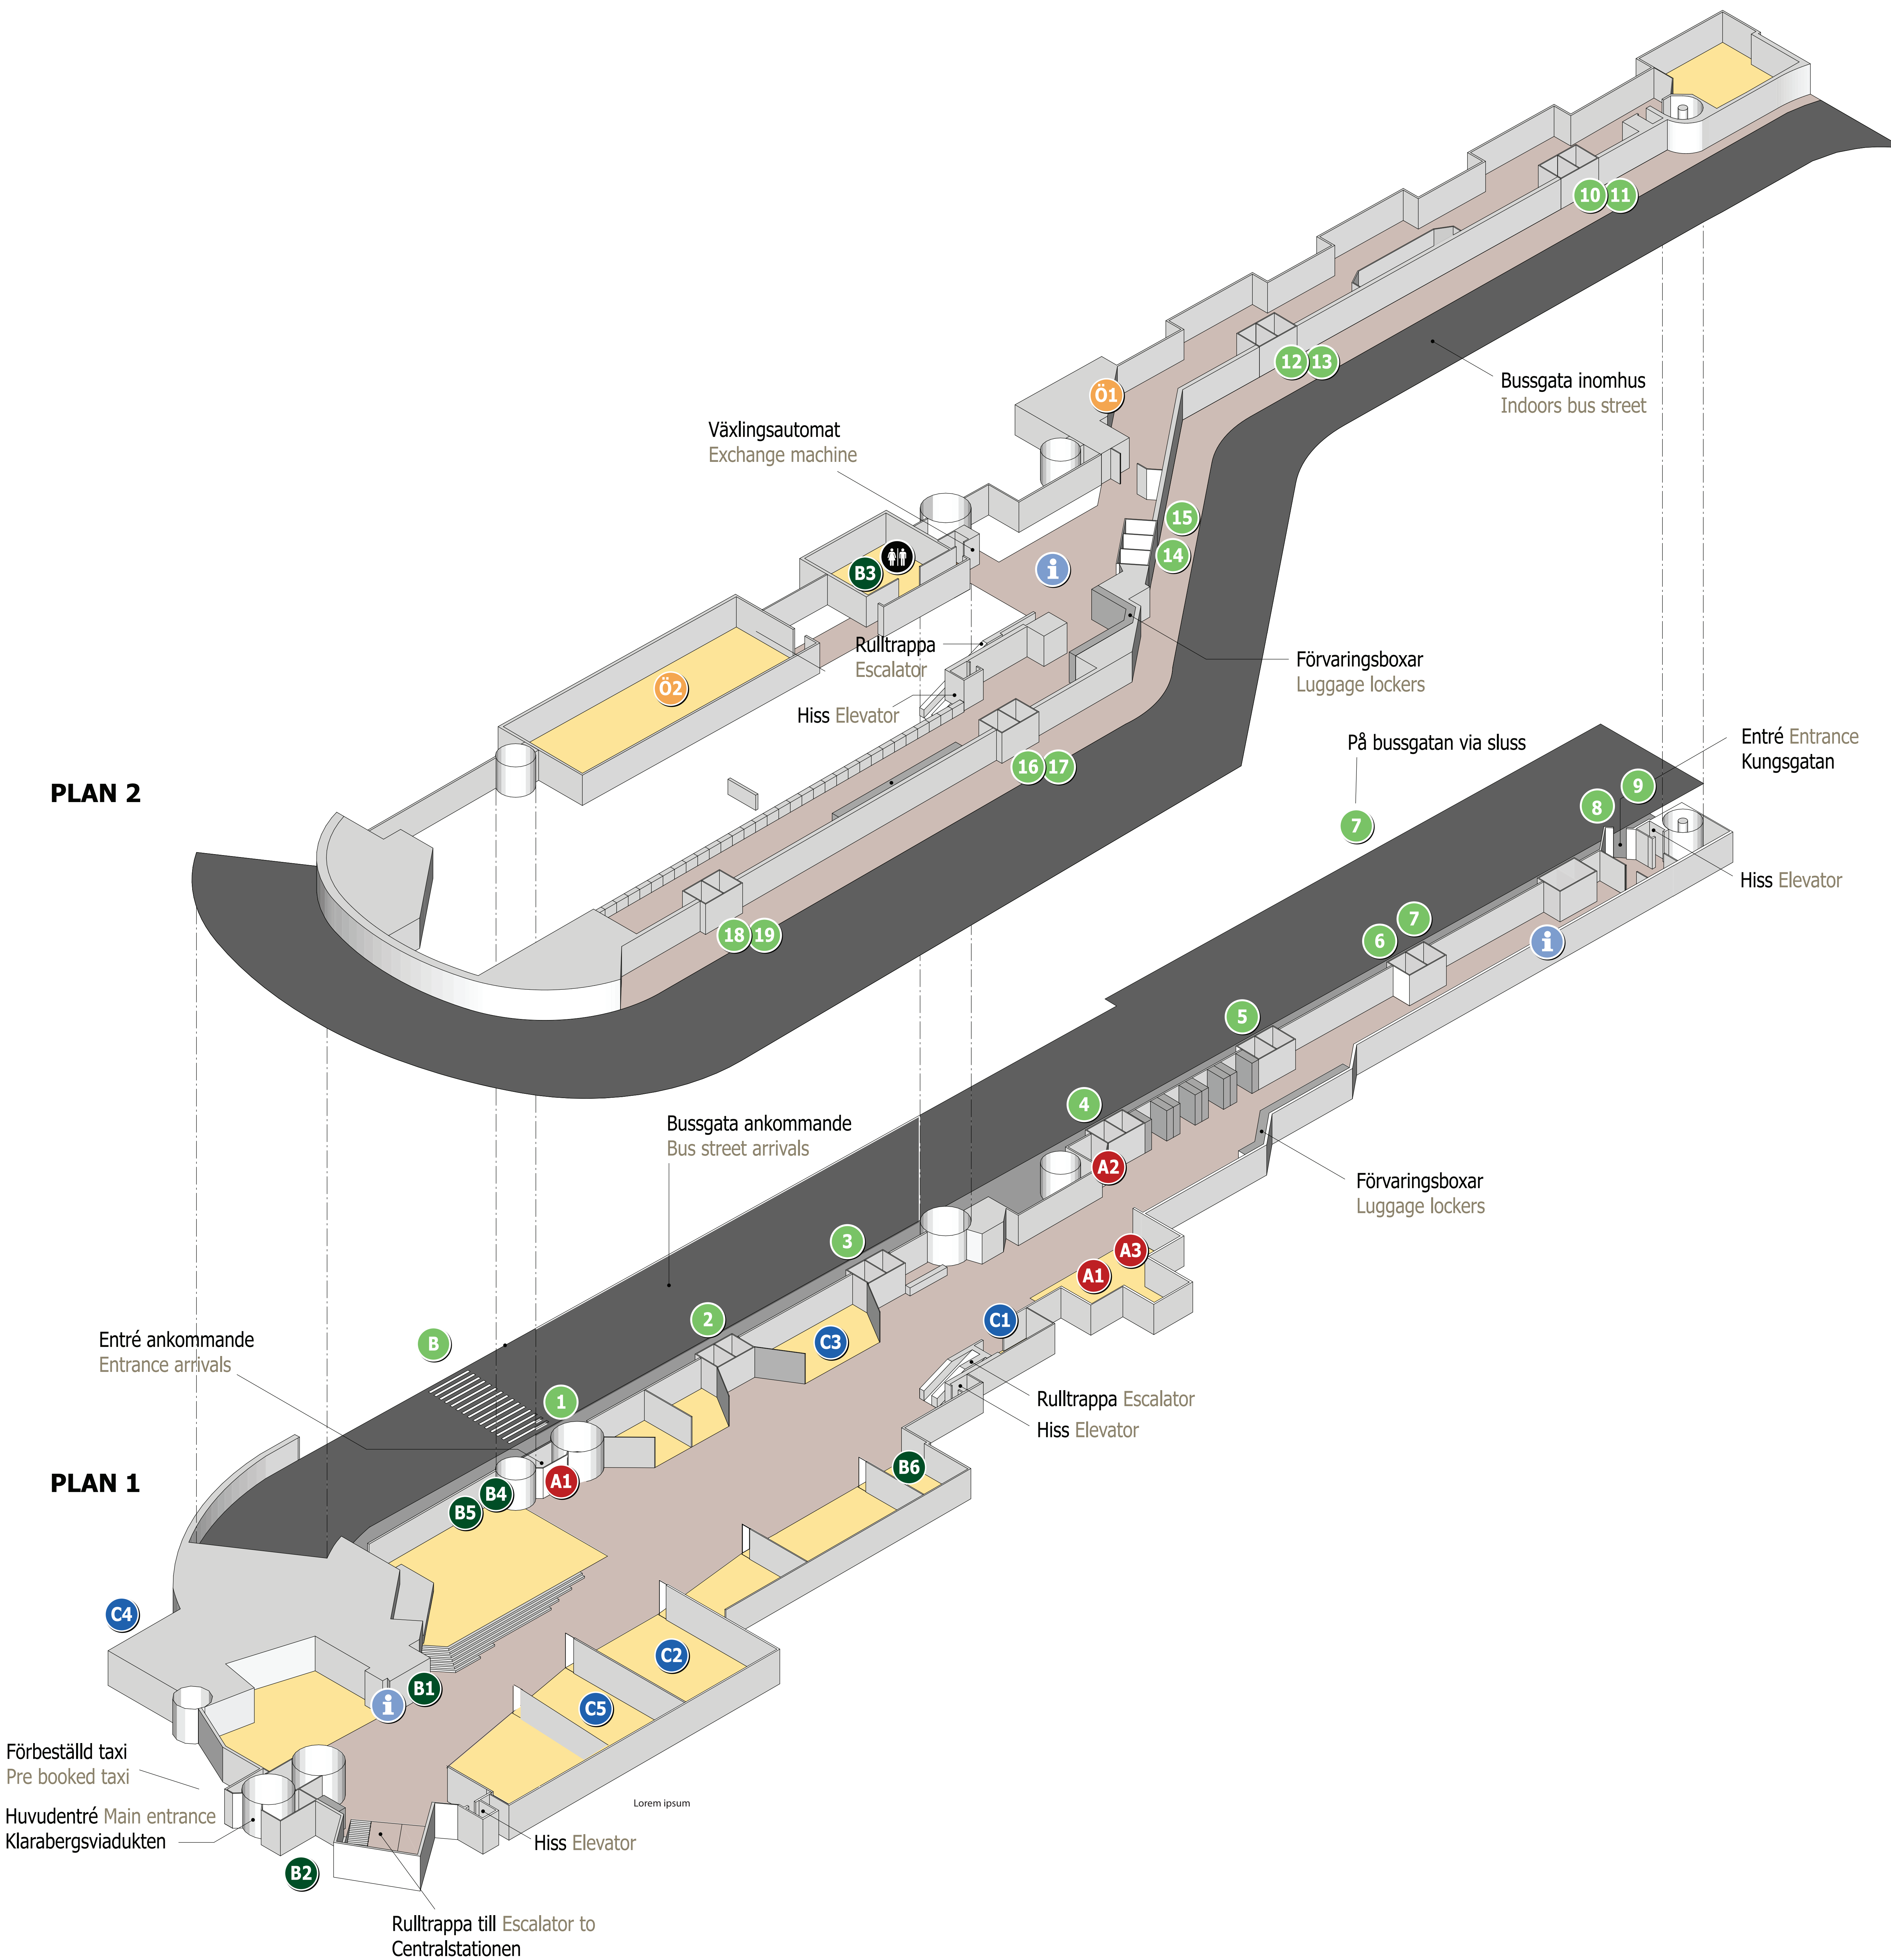 10 11
12 13
Bussgata inomhus
Indoors bus street
Ö1
Växlingsautomat
Exchange machine
15
14
B3
i
Rulltrappa
Escalator
Förvaringsboxar
Luggage lockers
Ö2
Hiss Elevator
16 17
PLAN 2
18 19
På bussgatan via sluss
7
Entré Entrance
Kungsgatan
9
8
Hiss Elevator
7
6
i
5
4
Bussgata ankommande
Bus street arrivals
A2
Förvaringsboxar
Luggage lockers
3
A3
A1
2
C1
C3
B
Entré ankommande
Entrance arrivals
1
Rulltrappa Escalator
Hiss Elevator
PLAN 1
A1
B4
B5
B6
C4
C2
B1
i
C5
Förbeställd taxi
Pre booked taxi
Huvudentré Main entrance
Klarabergsviadukten
Lorem ipsum
Hiss Elevator
B2
Rulltrappa till Escalator to
Centralstationen